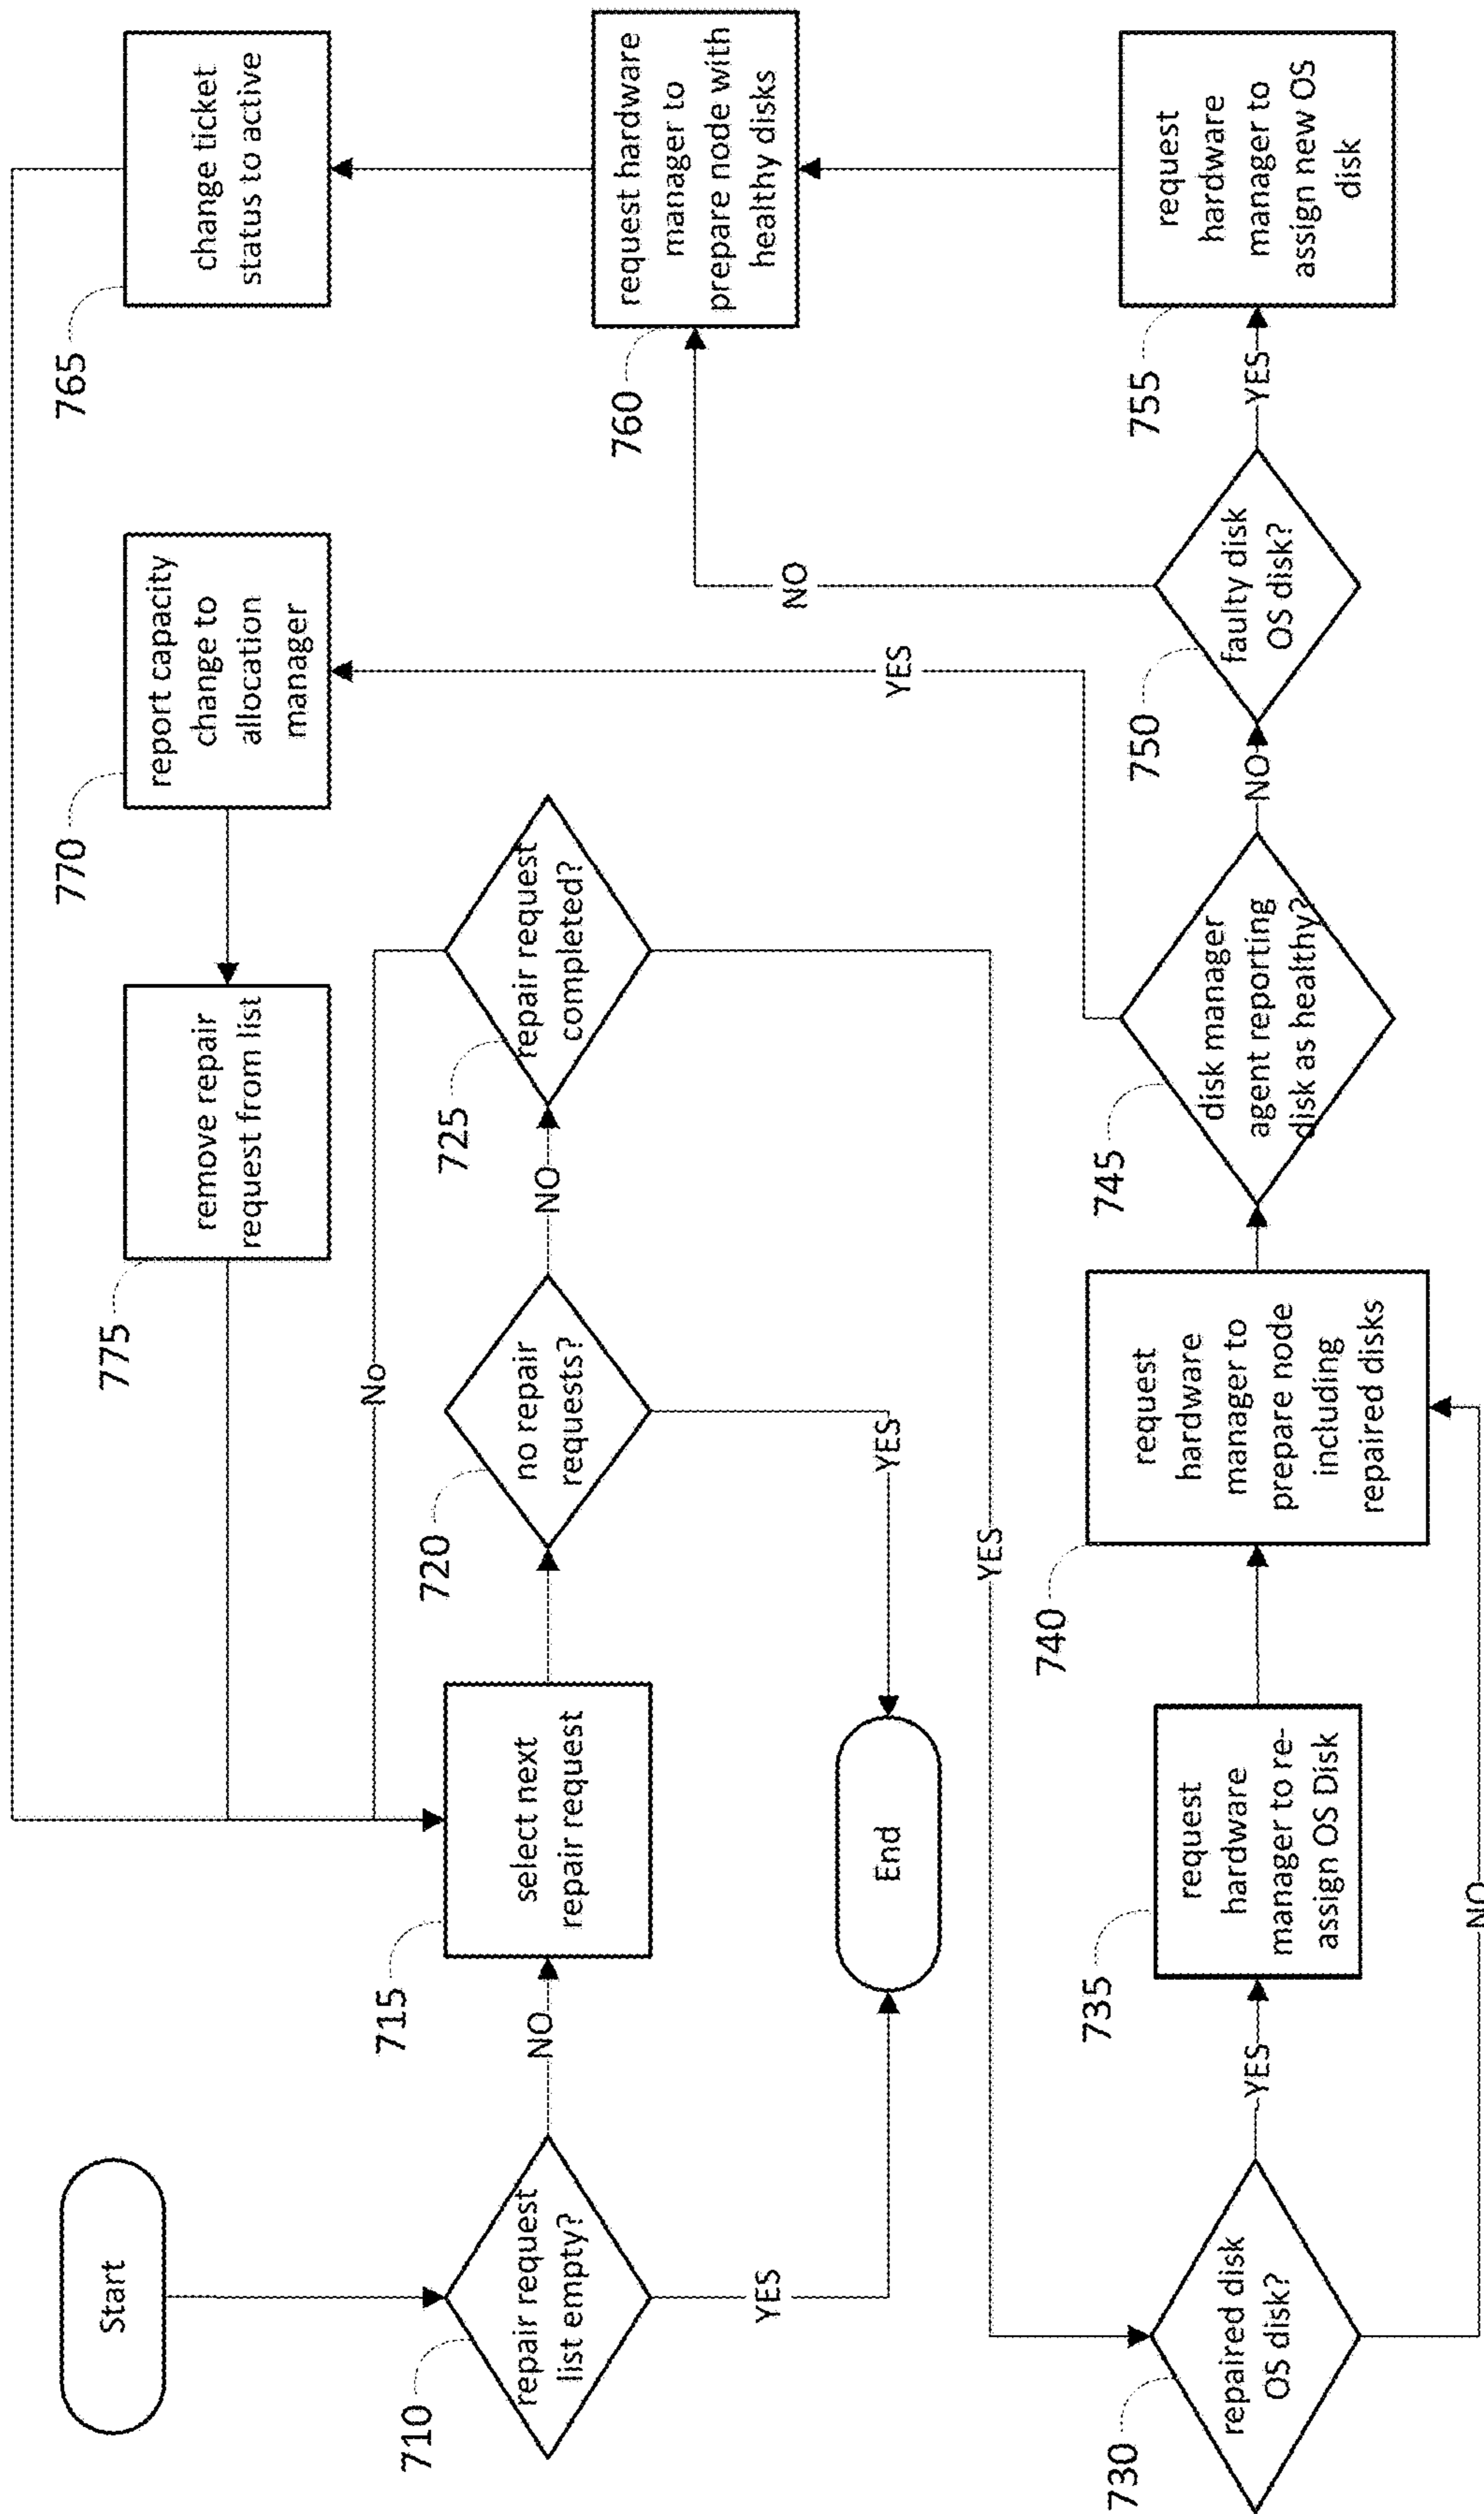 Start
710
repair request
list empty?
NO
YES
715
select next
repair request
End
720
no repair
requests?
NO
YES
725
repair request
completed?
No
YES
775
remove repair
request from list
770
report capacity
change to
allocation
manager
765
change ticket
status to active
730
repaired disk
OS disk?
YES
NO
735
request
hardware
manager to re-
assign OS Disk
740
request
hardware
manager to
prepare node
including
repaired disks
745
disk manager
agent reporting
disk as healthy?
NO
YES
750
faulty disk
OS disk?
NO
YES
755
request
hardware
manager to
assign new OS
disk
760
request hardware
manager to
prepare node with
healthy disks